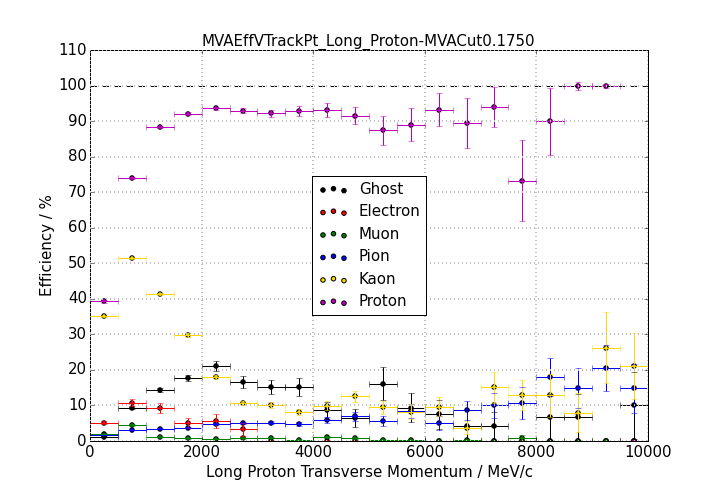 MVAEffVTrackPt_Long_Proton-MVACut0.1750
110
100
90
80
70
60
50
40
30
20
10
0
Efficiency / %
Ghost
Electron
Muon
Pion
Kaon
Proton
0 2000 4000 6000 8000 10000
Long Proton Transverse Momentum / MeV/c